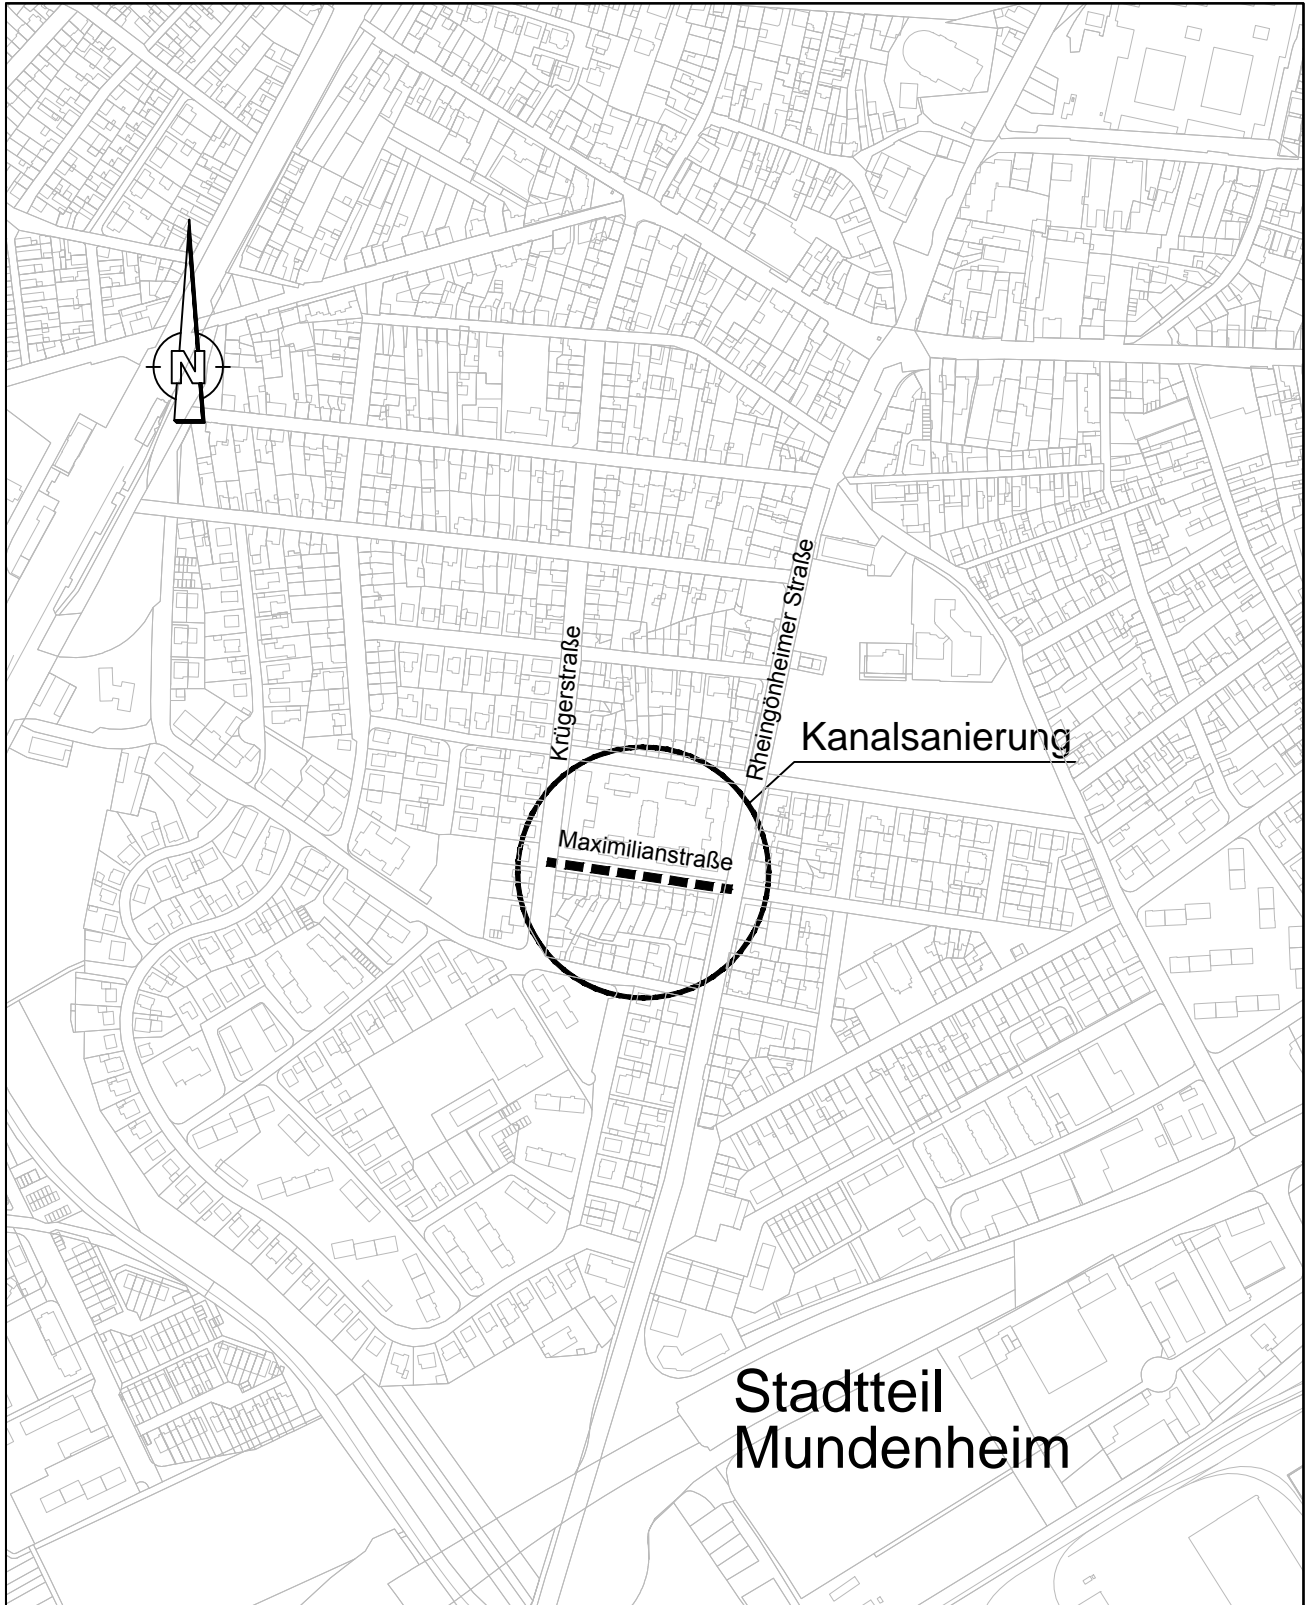 N
Rheingönheimer Straße
Krügerstraße
Kanalsanierung
Maximilianstraße
Stadtteil
Mundenheim